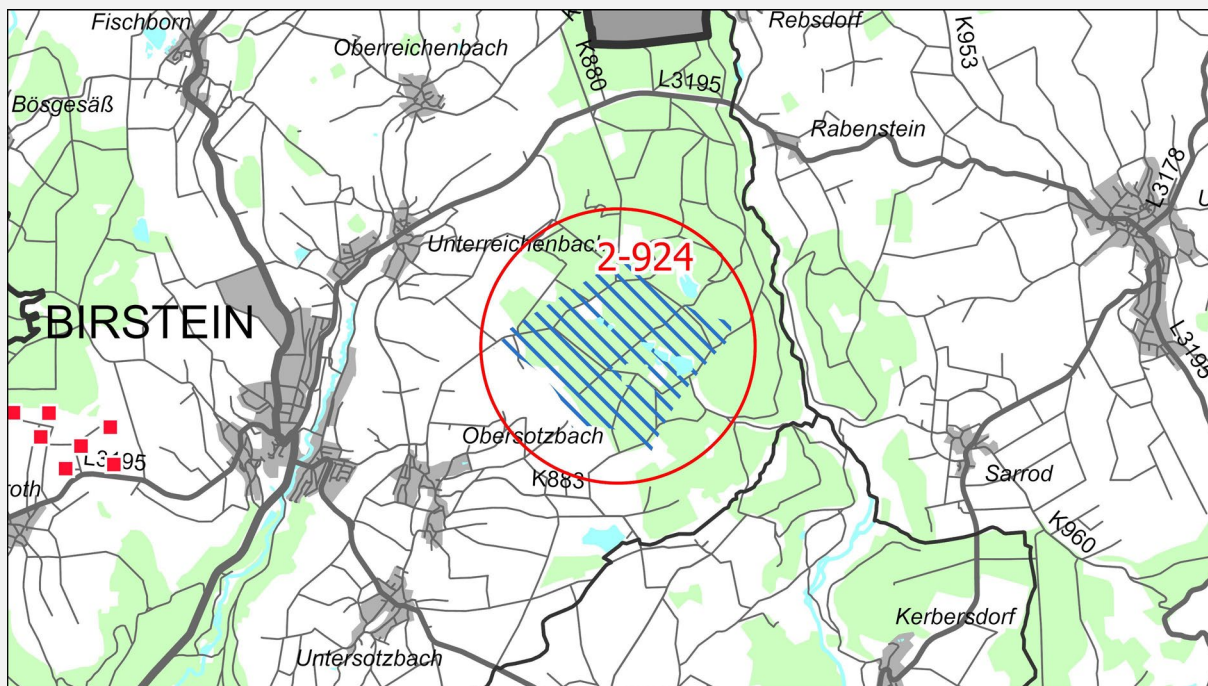 Fischborn
Oberreichenbach
Rebsdorf
K953
K880
L3195
Bösgesäß
Rabenstein
L3178
Unterreichenbach
2-924
BIRSTEIN
L3195
Obersotzbach
L3195
K883
Sarrod
roth
K960
Kerbersdorf
Untersotzbach